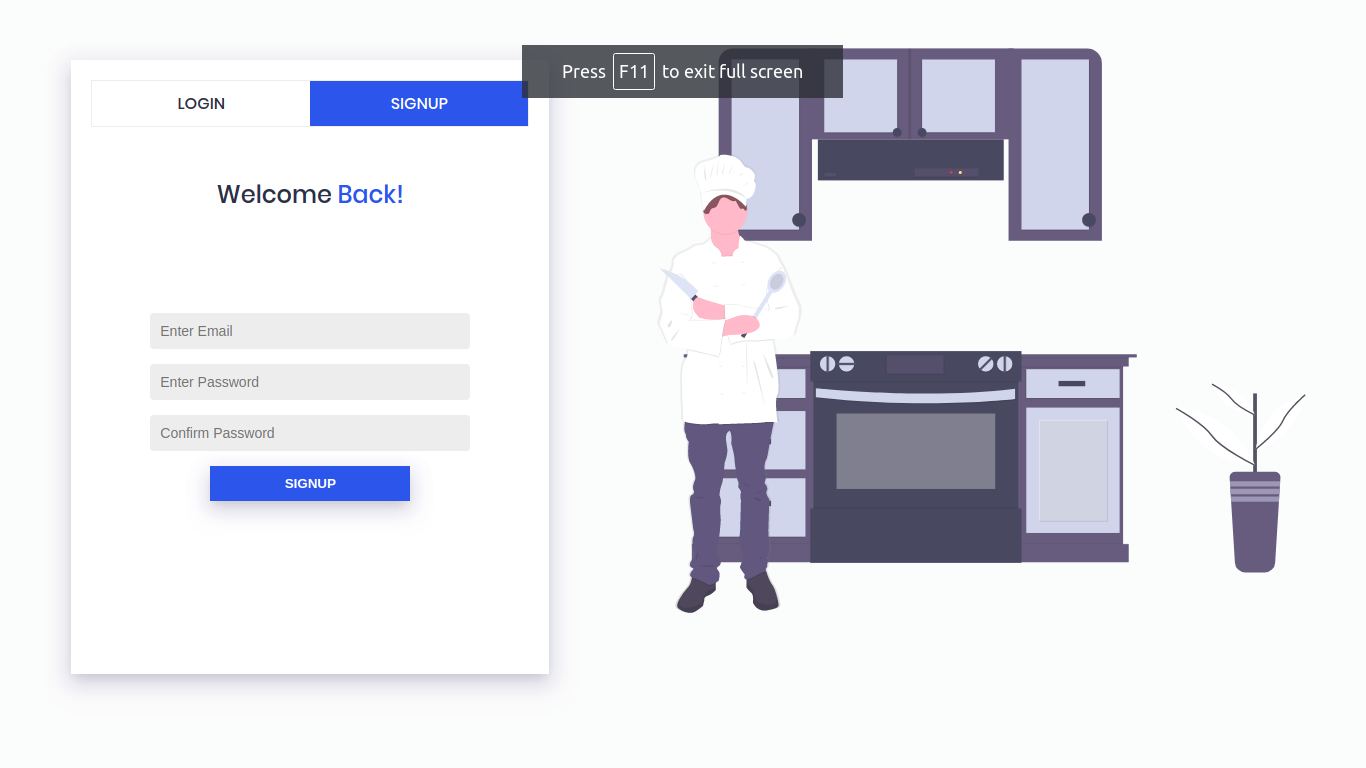 Press F11 to exit full screen
LOGIN
SIGNUP
Welcome Back!
Enter Email
Enter Password
Confirm Password
SIGNUP